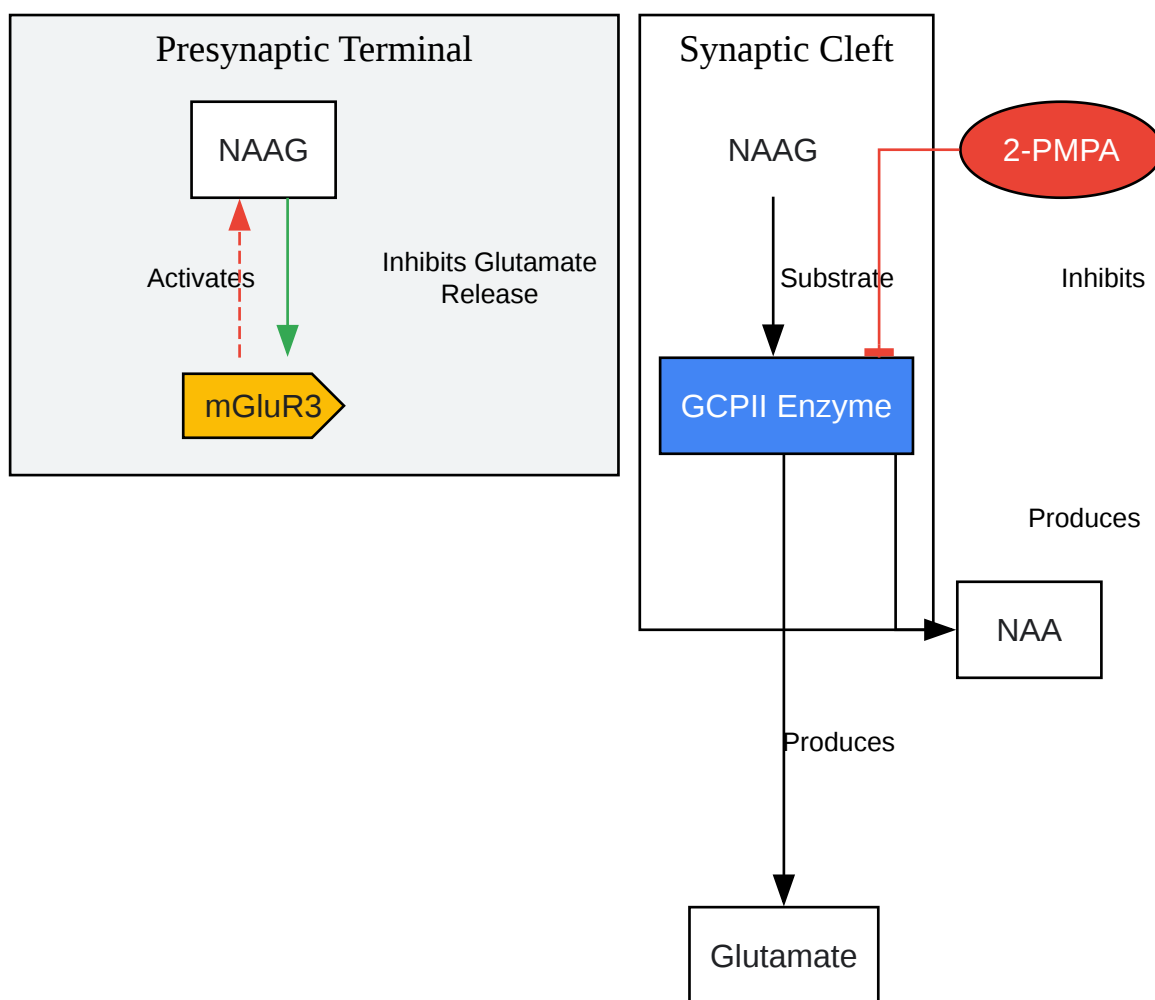 Presynaptic Terminal
NAAG
Activates
Inhibits Glutamate
Release
mGluR3
Synaptic Cleft
NAAG
2-PMPA
Substrate
Inhibits
GCPII Enzyme
Produces
NAA
Produces
Glutamate